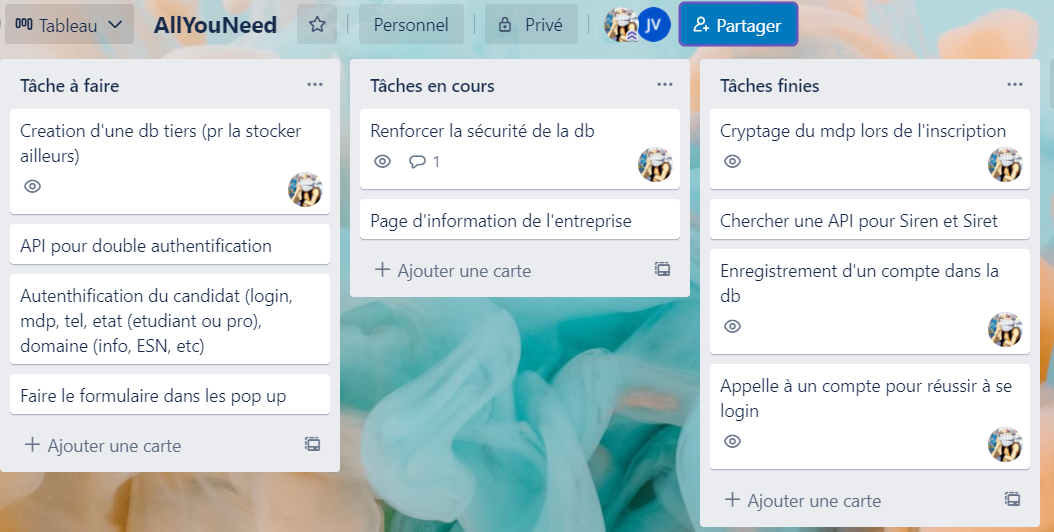 Tableau
AllYouNeed
Personnel
Privé
JV
Partager
Tâche à faire
Creation d'une db tiers (pr la stocker
ailleurs)
API pour double authentification
Autenthification du candidat (login,
mdp, tel, etat (etudiant ou pro),
domaine (info, ESN, etc)
Faire le formulaire dans les pop up
+ Ajouter une carte
Tâches en cours
Renforcer la sécurité de la db
1
Page d'information de l'entreprise
+ Ajouter une carte
Tâches finies
Cryptage du mdp lors de l'inscription
Chercher une API pour Siren et Siret
Enregistrement d'un compte dans la
db
Appelle à un compte pour réussir à se
login
+ Ajouter une carte